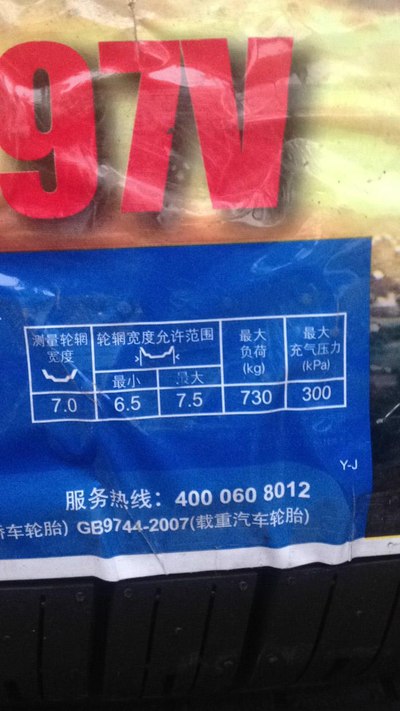 97V
测量轮辋 轮辋宽度允许范围 最大 最大
宽度 负荷 充气压力
(kg) (kPa)
最小 最大
7.0 6.5 7.5 730 300
Y-J
服务热线：400 060 8012
轿车轮胎) GB9744-2007(载重汽车轮胎)